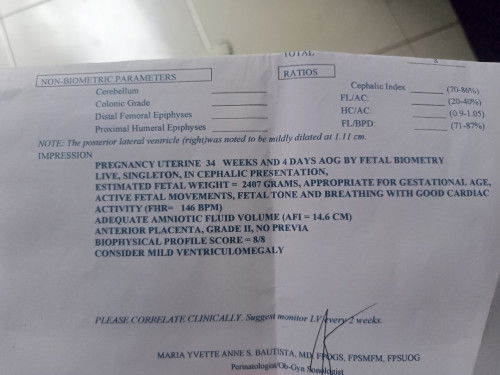 TOTAL
8
NON-BIOMETRIC PARAMETERS
RATIOS
Cerebellum
Colonic Grade
Distal Femoral Epiphyses
Proximal Humeral Epiphyses
Cephalic Index (70-86%)
FL/AC: (20-40%)
HC/AC: (0.9-1.05)
FL/BPD: (71-87%)
NOTE: The posterior lateral ventricle (right)was noted to be mildly dilated at 1.11 cm.
IMPRESSION
PREGNANCY UTERINE 34 WEEKS AND 4 DAYS AOG BY FETAL BIOMETRY
LIVE, SINGLETON, IN CEPHALIC PRESENTATION,
ESTIMATED FETAL WEIGHT = 2407 GRAMS, APPROPRIATE FOR GESTATIONAL AGE,
ACTIVE FETAL MOVEMENTS, FETAL TONE AND BREATHING WITH GOOD CARDIAC
ACTIVITY (FHR= 146 BPM)
ADEQUATE AMNIOTIC FLUID VOLUME (AFI = 14.6 CM)
ANTERIOR PLACENTA, GRADE II, NO PREVIA
BIOPHYSICAL PROFILE SCORE = 8/8
CONSIDER MILD VENTRICULOMEGALY
PLEASE CORRELATE CLINICALLY. Suggest monitor LV every 2 weeks.
MARIA YVETTE ANNE S. BAUTISTA, MD, FPOGS, FPSMFM, FPSUOG
Perinatologist/Ob-Gyn Sonologist